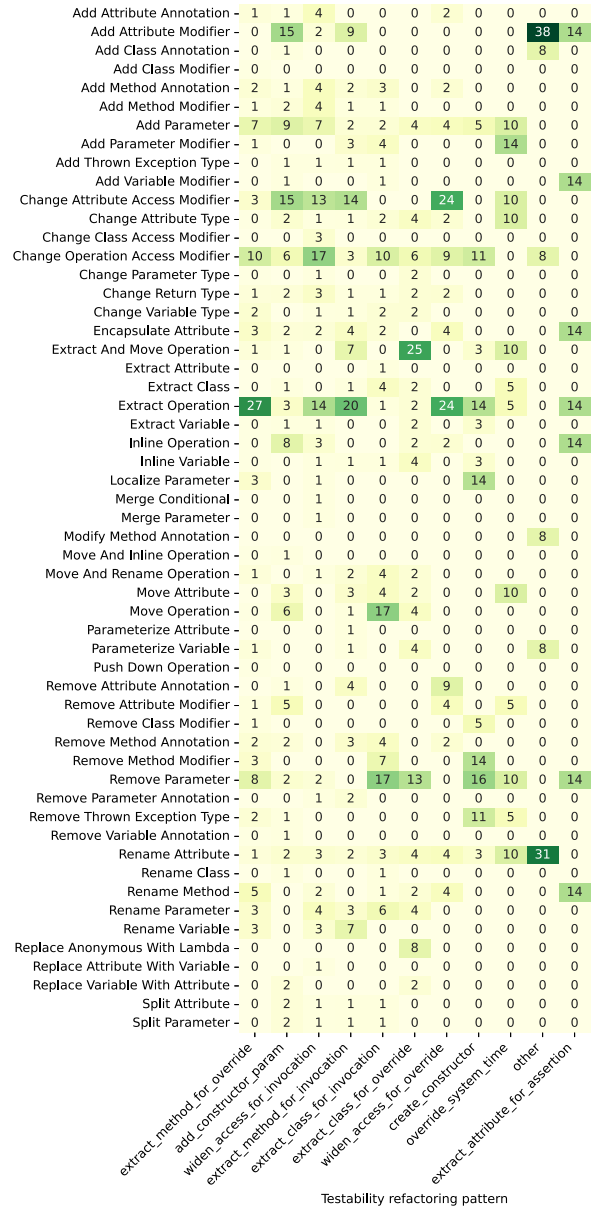 Add Attribute Annotation 1 1 4 0 0 0 2 0 0 0 0
Add Attribute Modifier 0 15 2 9 0 0 0 0 0 38 14
Add Class Annotation 0 1 0 0 0 0 0 0 0 8 0
Add Class Modifier 0 0 0 0 0 0 0 0 0 0 0
Add Method Annotation 2 1 4 2 3 0 2 0 0 0 0
Add Method Modifier 1 2 4 1 1 0 0 0 0 0 0
Add Parameter 7 9 7 2 2 4 4 5 10 0 0
Add Parameter Modifier 1 0 0 3 4 0 0 0 14 0 0
Add Thrown Exception Type 0 1 1 1 1 0 0 0 0 0 0
Add Variable Modifier 0 1 0 0 1 0 0 0 0 0 14
Change Attribute Access Modifier 3 15 13 14 0 0 24 0 10 0 0
Change Attribute Type 0 2 1 1 2 4 2 0 10 0 0
Change Class Access Modifier 0 0 3 0 0 0 0 0 0 0 0
Change Operation Access Modifier 10 6 17 3 10 6 9 11 0 8 0
Change Parameter Type 0 0 1 0 0 2 0 0 0 0 0
Change Return Type 1 2 3 1 1 2 2 0 0 0 0
Change Variable Type 2 0 1 1 2 2 0 0 0 0 0
Encapsulate Attribute 3 2 2 4 2 0 4 0 0 0 14
Extract And Move Operation 1 1 0 7 7 25 0 3 10 0 0
Extract Attribute 0 0 0 0 1 0 0 0 0 0 0
Extract Class 0 1 0 1 4 2 0 0 5 0 0
Extract Operation 27 3 14 20 1 2 24 14 5 0 14
Extract Variable 0 1 1 0 0 2 0 3 0 0 0
Inline Operation 0 8 3 0 0 2 2 0 0 0 14
Inline Variable 0 0 1 1 1 4 0 3 0 0 0
Localize Parameter 3 0 1 0 0 0 0 14 0 0 0
Merge Conditional 0 0 1 0 0 0 0 0 0 0 0
Merge Parameter 0 0 1 0 0 0 0 0 0 0 0
Modify Method Annotation 0 0 0 0 0 0 0 0 0 8 0
Move And Inline Operation 0 1 0 0 0 0 0 0 0 0 0
Move And Rename Operation 1 0 1 2 4 2 0 0 0 0 0
Move Attribute 0 3 0 3 4 2 0 0 10 0 0
Move Operation 0 6 0 1 17 4 0 0 0 0 0
Parameterize Attribute 0 0 0 1 0 0 0 0 0 0 0
Parameterize Variable 1 0 0 1 0 4 0 0 0 8 0
Push Down Operation 0 0 0 0 0 0 0 0 0 0 0
Remove Attribute Annotation 0 1 0 4 0 0 9 0 0 0 0
Remove Attribute Modifier 1 5 0 0 0 0 4 0 5 0 0
Remove Class Modifier 1 0 0 0 0 0 0 5 0 0 0
Remove Method Annotation 2 2 0 3 4 0 2 0 0 0 0
Remove Method Modifier 3 0 0 0 7 0 0 14 0 0 0
Remove Parameter 8 2 2 0 17 13 0 16 10 0 14
Remove Parameter Annotation 0 0 1 2 0 0 0 0 0 0 0
Remove Thrown Exception Type 2 1 0 0 0 0 0 11 5 0 0
Remove Variable Annotation 0 1 0 0 0 0 0 0 0 0 0
Rename Attribute 1 2 3 2 3 4 4 3 10 31 0
Rename Class 0 1 0 0 1 0 0 0 0 0 0
Rename Method 5 0 2 0 1 2 4 0 0 0 14
Rename Parameter 3 0 4 3 6 4 0 0 0 0 0
Rename Variable 3 0 3 7 0 0 0 0 0 0 0
Replace Anonymous With Lambda 0 0 0 0 0 8 0 0 0 0 0
Replace Attribute With Variable 0 0 1 0 0 0 0 0 0 0 0
Replace Variable With Attribute 0 2 0 0 0 2 0 0 0 0 0
Split Attribute 0 2 1 1 1 0 0 0 0 0 0
Split Parameter 0 2 1 1 1 0 0 0 0 0 0
extract_method_for_override
add_constructor_param
widen_access_for_invocation
extract_method_for_invocation
extract_class_for_invocation
extract_class_for_override
widen_access_for_override
create_constructor
override_system_time
other
extract_attribute_for_assertion
Testability refactoring pattern